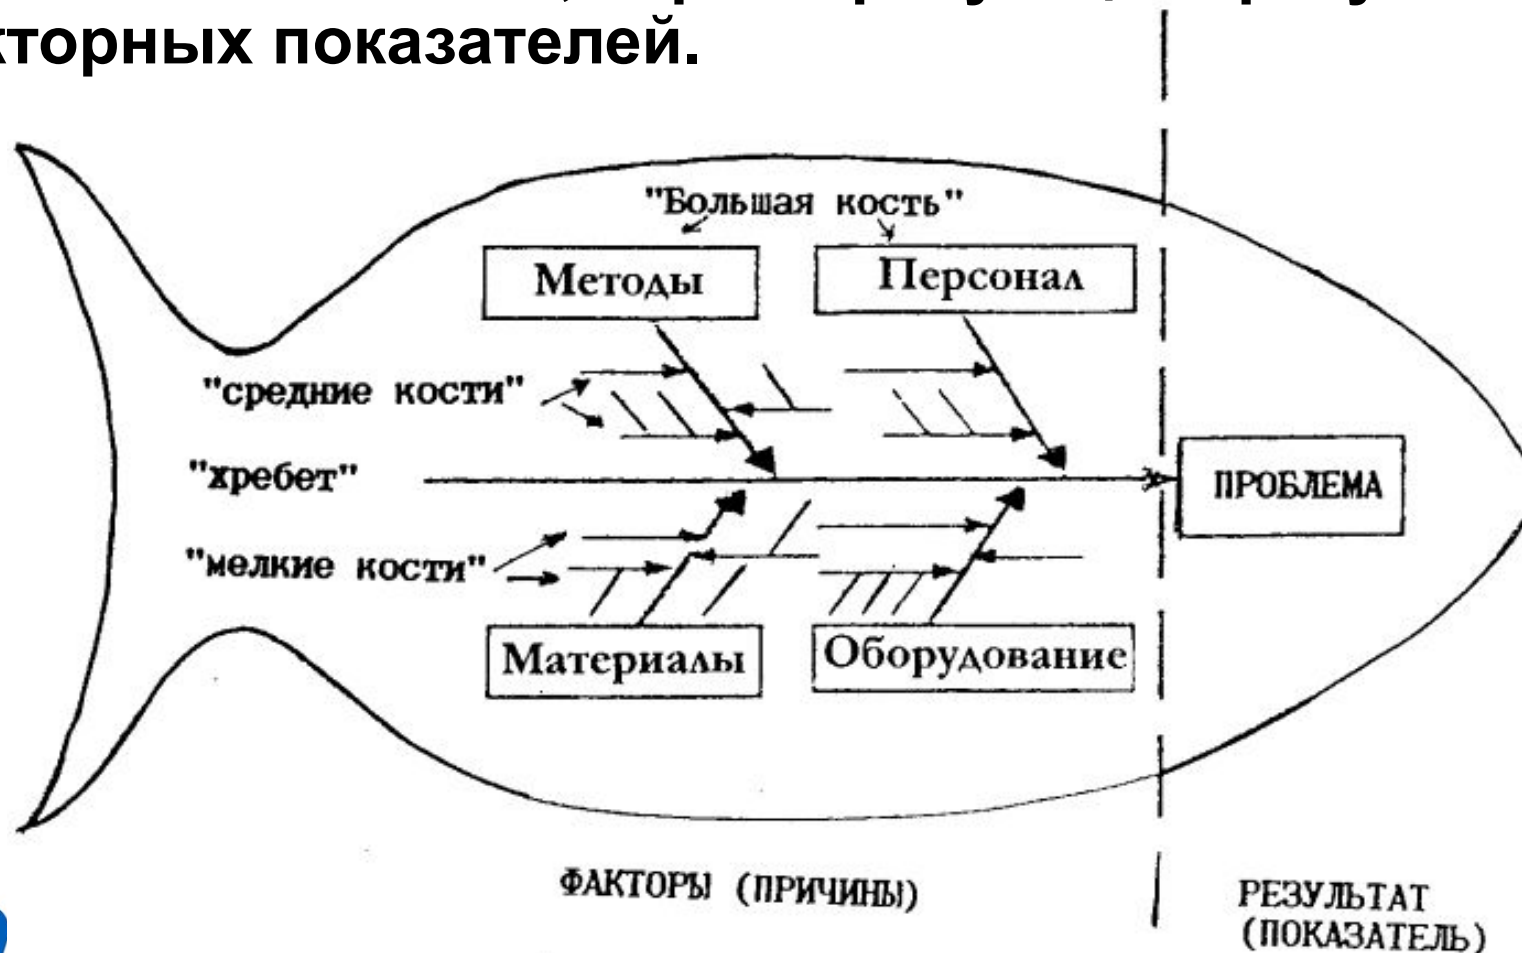 кторных показателей.
"Большая кость"
Методы
Персонал
"средние кости"
"хребет"
ПРОБЛЕМА
"мелкие кости"
Материалы
Оборудование
ФАКТОРЫ (ПРИЧИНЫ)
РЕЗУЛЬТАТ
(ПОКАЗАТЕЛЬ)